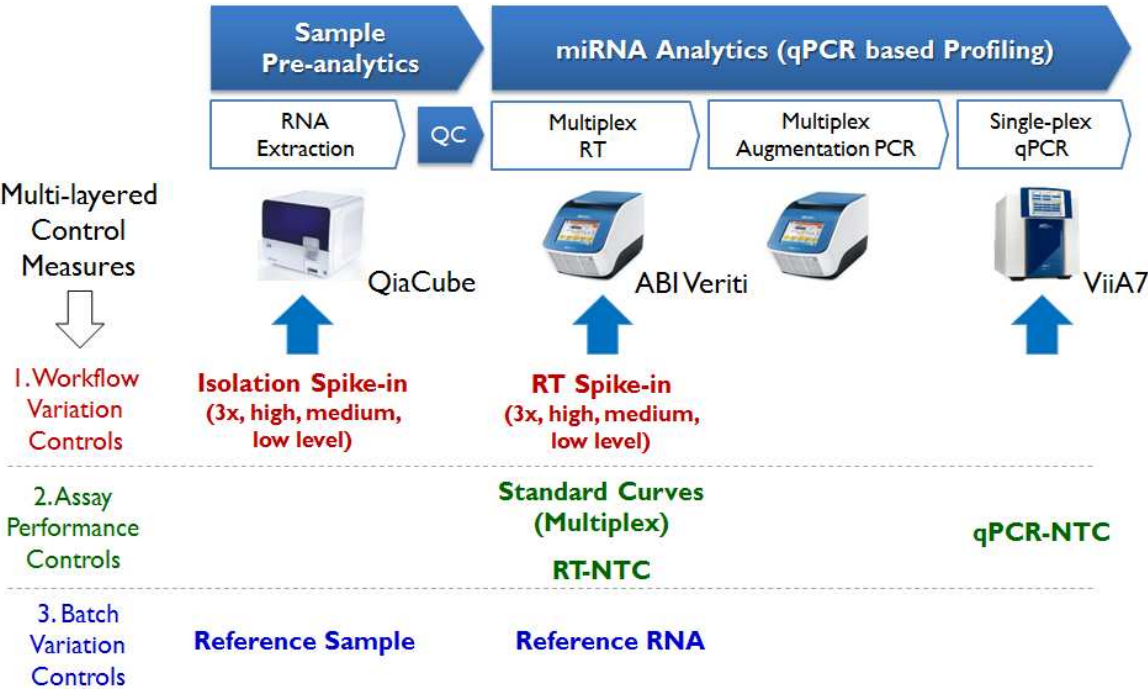 Sample
Pre-analytics
miRNA Analytics (qPCR based Profiling)
RNA
Extraction
QC
Multiplex
RT
Multiplex
Augmentation PCR
Single-plex
qPCR
Multi-layered
Control
Measures
QiaCube
ABI Veriti
ViiA7
1. Workflow
Variation
Controls
Isolation Spike-in
(3x, high, medium,
low level)
RT Spike-in
(3x, high, medium,
low level)
2. Assay
Performance
Controls
Standard Curves
(Multiplex)
RT-NTC
qPCR-NTC
3. Batch
Variation
Controls
Reference Sample
Reference RNA